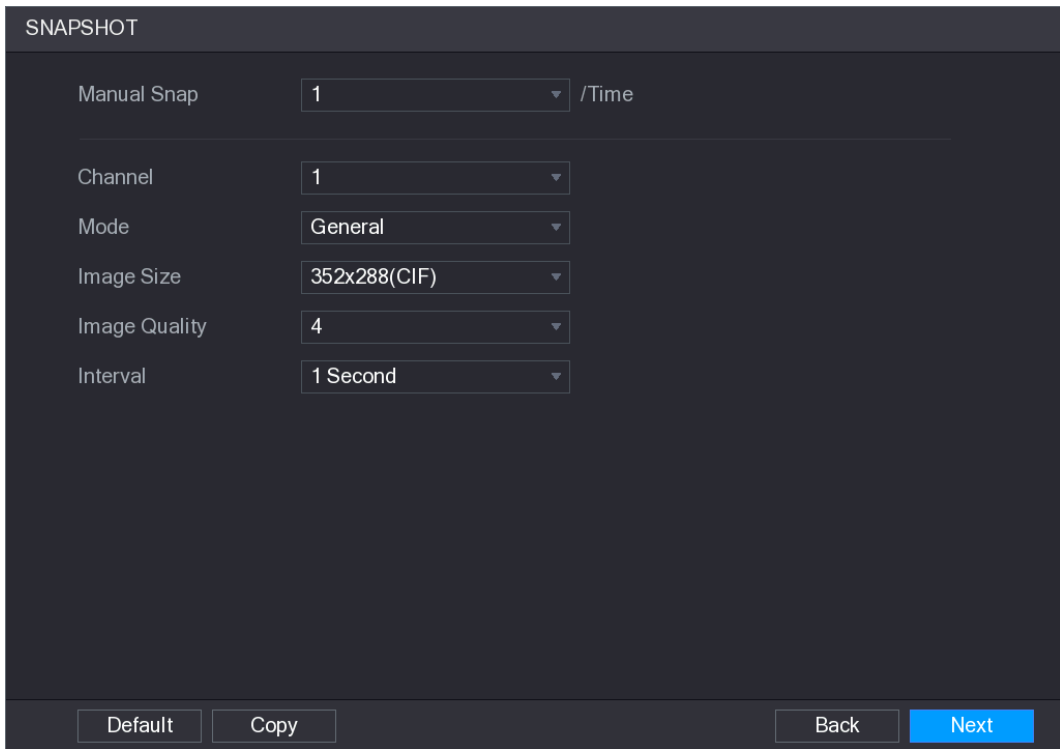 SNAPSHOT
Manual Snap 1 /Time
Channel 1
Mode General
Image Size 352x288(CIF)
Image Quality 4
Interval 1 Second
Default Copy Back Next